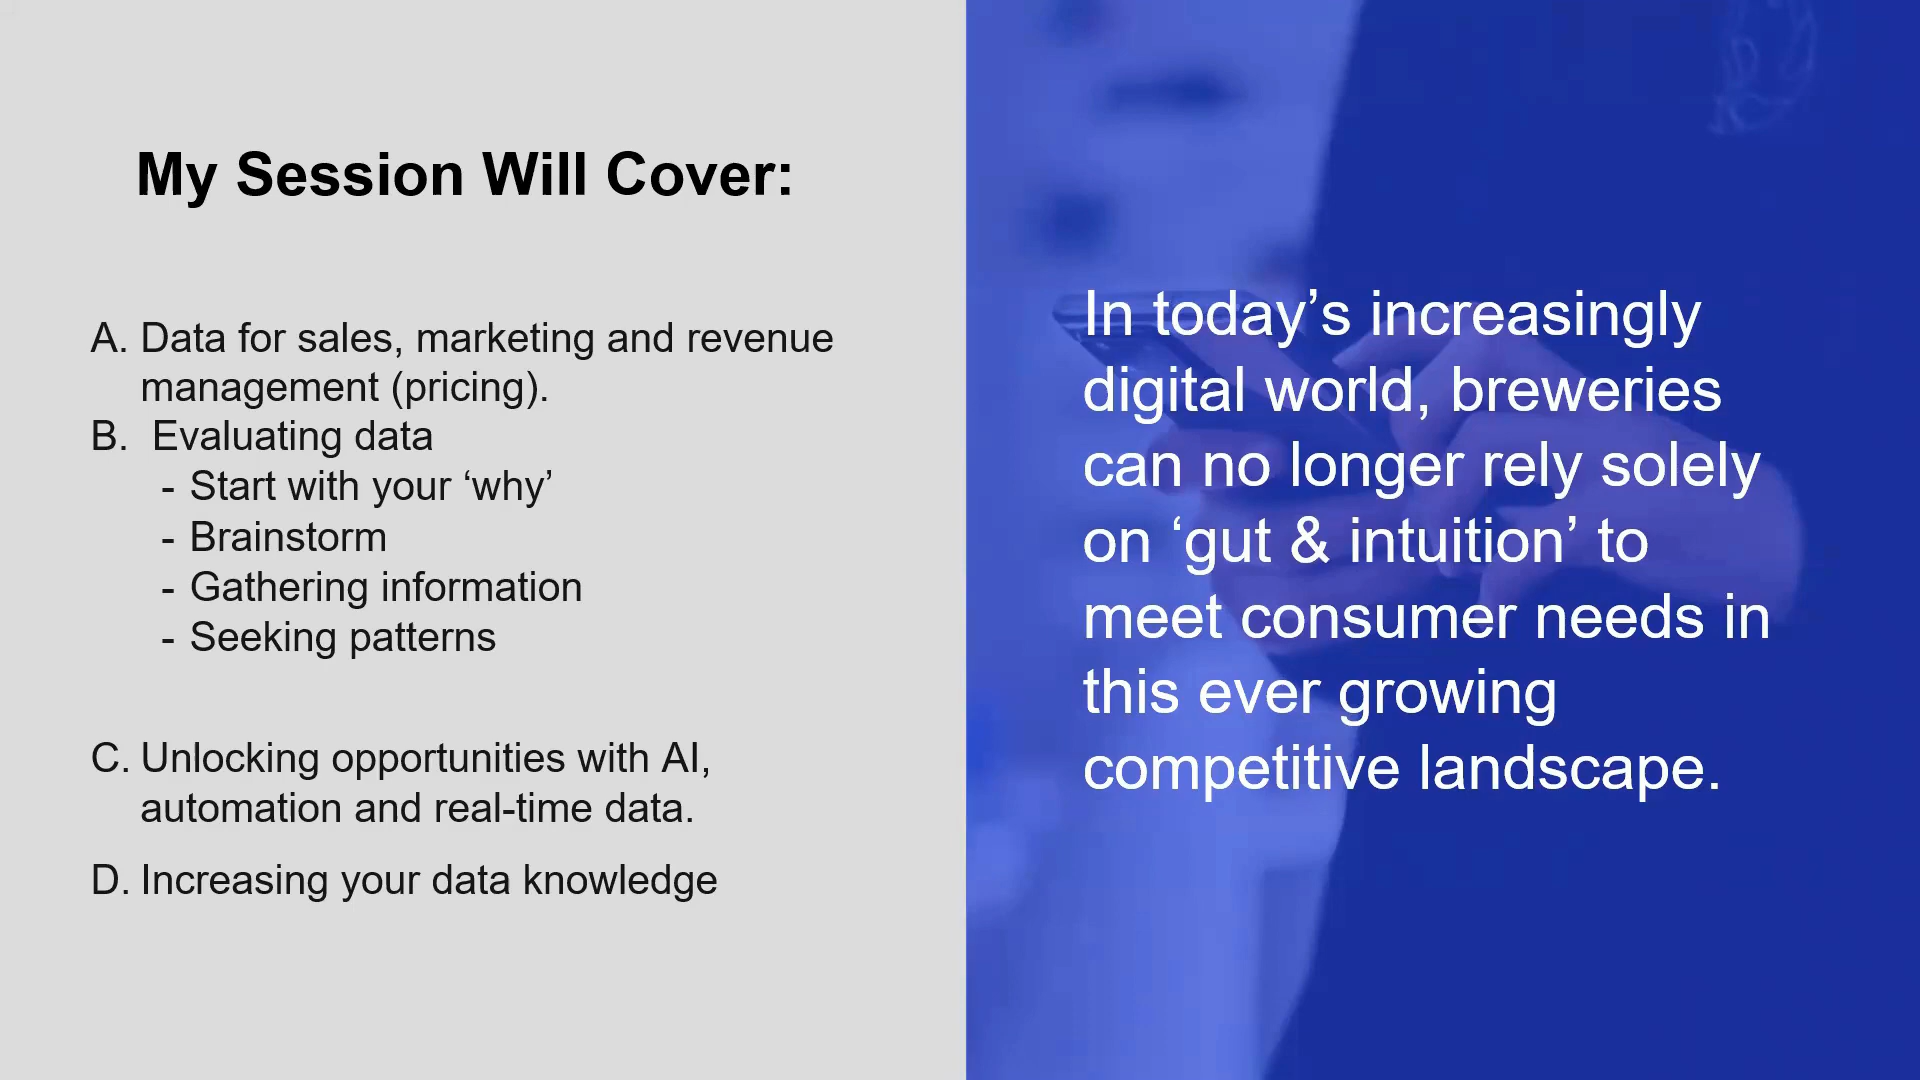 My Session Will Cover:
A. Data for sales, marketing and revenue
management (pricing).
B. Evaluating data
- Start with your ‘why’
- Brainstorm
- Gathering information
- Seeking patterns
C. Unlocking opportunities with AI,
automation and real-time data.
D. Increasing your data knowledge
In today’s increasingly
digital world, breweries
can no longer rely solely
on ‘gut & intuition’ to
meet consumer needs in
this ever growing
competitive landscape.